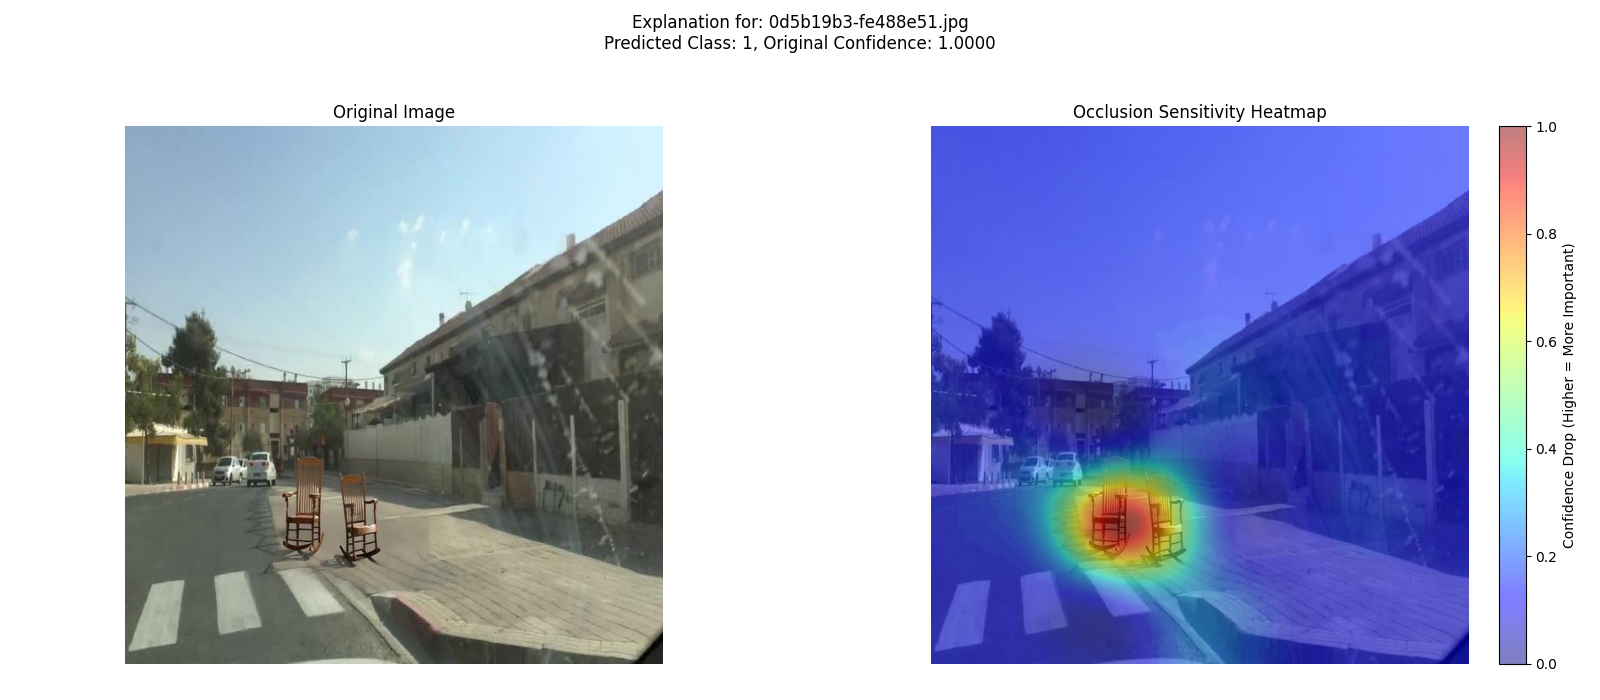 Explanation for: 0d5b19b3-fe488e51.jpg
Predicted Class: 1, Original Confidence: 1.0000
Original Image
Occlusion Sensitivity Heatmap
1.0
0.8
0.6
0.4
0.2
0.0
Confidence Drop (Higher = More Important)